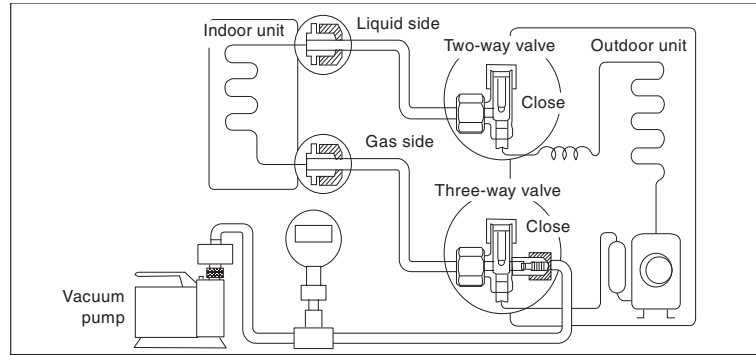 Indoor unit
Liquid side
Two-way valve
Outdoor unit
Close
Gas side
Three-way valve
Close
Vacuum
pump